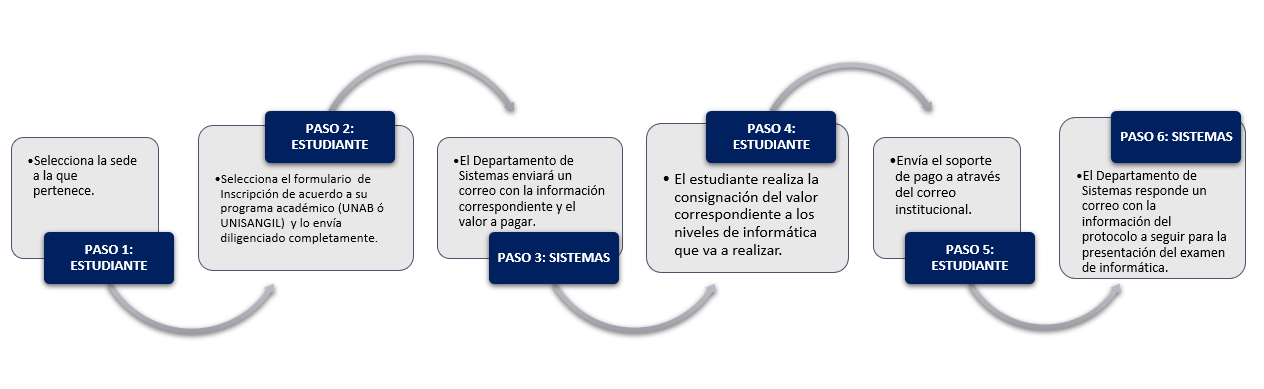 •Selecciona la sede
a la que
pertenece.
PASO 1:
ESTUDIANTE
PASO 2:
ESTUDIANTE
•Selecciona el formulario de
Inscripción de acuerdo a su
programa académico (UNAB ó
UNISANGIL) y lo envía
diligenciado completamente.
•El Departamento de
Sistemas enviará un
correo con la información
correspondiente y el
valor a pagar.
PASO 3: SISTEMAS
PASO 4:
ESTUDIANTE
• El estudiante realiza la
consignación del valor
correspondiente a los
niveles de informática
que va a realizar.
•Envía el soporte
de pago a através
del correo
institucional.
PASO 5:
ESTUDIANTE
PASO 6: SISTEMAS
•El Departamento de
Sistemas responde un
correo con la
información del
protocolo a seguir para la
presentación del examen
de informática.